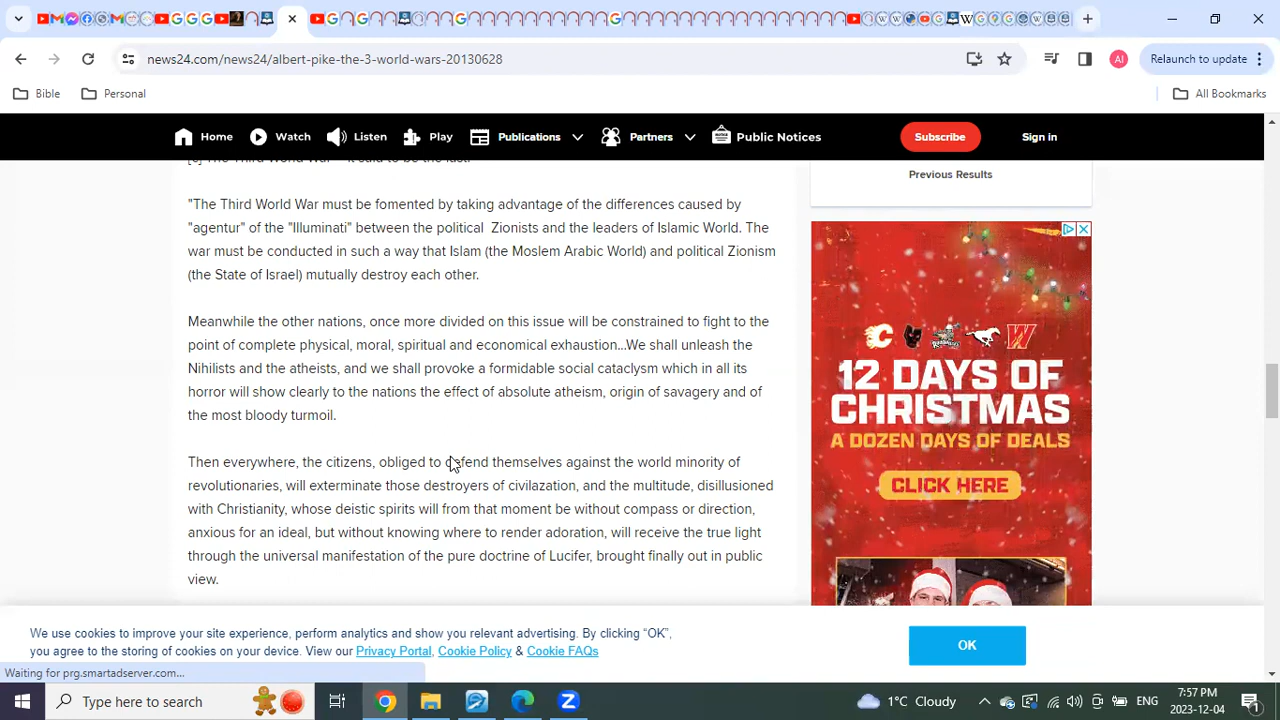 news24.com/news24/albert-pike-the-3-world-wars-20130628
AI
Relaunch to update
Bible
Personal
All Bookmarks
Home
Watch
Listen
Play
Publications
Partners
Public Notices
Subscribe
Sign in
Previous Results
"The Third World War must be fomented by taking advantage of the differences caused by
"agentur" of the "Illuminati" between the political Zionists and the leaders of Islamic World. The
war must be conducted in such a way that Islam (the Moslem Arabic World) and political Zionism
(the State of Israel) mutually destroy each other.
Meanwhile the other nations, once more divided on this issue will be constrained to fight to the
point of complete physical, moral, spiritual and economical exhaustion…We shall unleash the
Nihilists and the atheists, and we shall provoke a formidable social cataclysm which in all its
horror will show clearly to the nations the effect of absolute atheism, origin of savagery and of
the most bloody turmoil.
Then everywhere, the citizens, obliged to defend themselves against the world minority of
revolutionaries, will exterminate those destroyers of civilazation, and the multitude, disillusioned
with Christianity, whose deistic spirits will from that moment be without compass or direction,
anxious for an ideal, but without knowing where to render adoration, will receive the true light
through the universal manifestation of the pure doctrine of Lucifer, brought finally out in public
view.
12 DAYS OF
CHRISTMAS
A DOZEN DAYS OF DEALS
CLICK HERE
We use cookies to improve your site experience, perform analytics and show you relevant advertising. By clicking “OK”,
you agree to the storing of cookies on your device. View our Privacy Portal, Cookie Policy & Cookie FAQs
OK
Waiting for prg.smartadserver.com...
Type here to search
1°C Cloudy
ENG
7:57 PM
2023-12-04